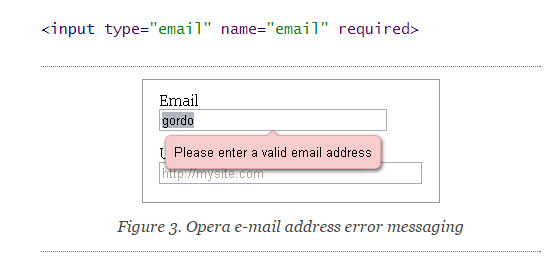 <input type="email" name="email" required>
Email
gordo
Please enter a valid email address
http://mysite.com
Figure 3. Opera e-mail address error messaging